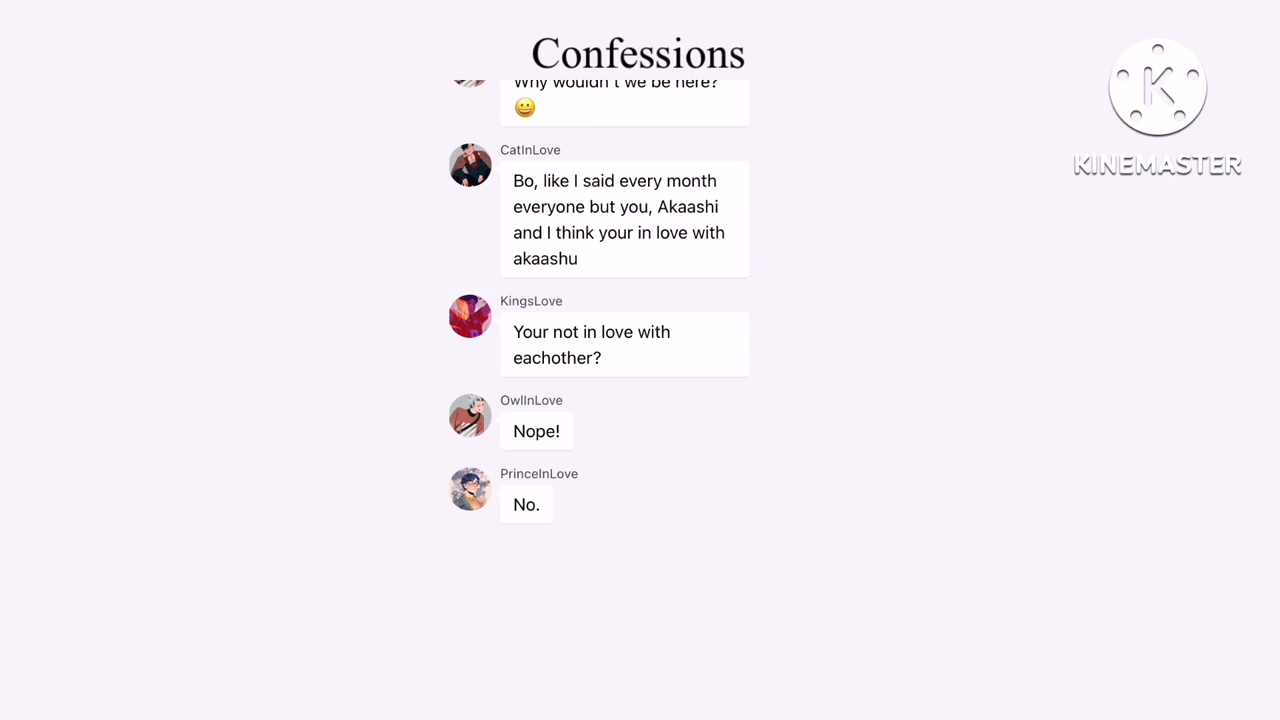 Confessions
Why wouldn't we be here?
😀
CatInLove
Bo, like I said every month
everyone but you, Akaashi
and I think your in love with
akaashu
KingsLove
Your not in love with
eachother?
OwlInLove
Nope!
PrinceInLove
No.
K
KINEMASTER